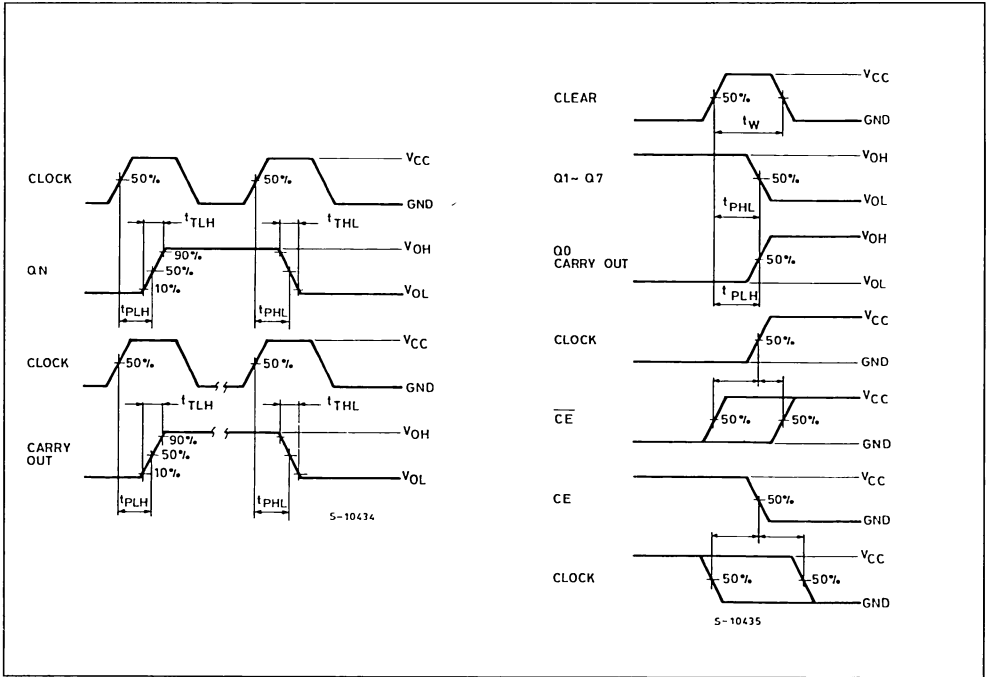 CLOCK
50%
50%
VCC
GND
tTLH
tTHL
QN
90%
50%
10%
VOH
VOL
tPLH
tPHL
CLOCK
50%
50%
VCC
GND
tTLH
tTHL
CARRY
OUT
90%
50%
10%
VOH
VOL
tPLH
tPHL
S-10434
CLEAR
50%
tW
VCC
GND
Q1~ Q7
VOH
50%
VOL
tPHL
Q0
CARRY OUT
VOH
50%
VOL
tPLH
CLOCK
VCC
50%
GND
CE
VCC
50%
50%
GND
CE
VCC
50%
GND
CLOCK
VCC
50%
50%
GND
S-10435